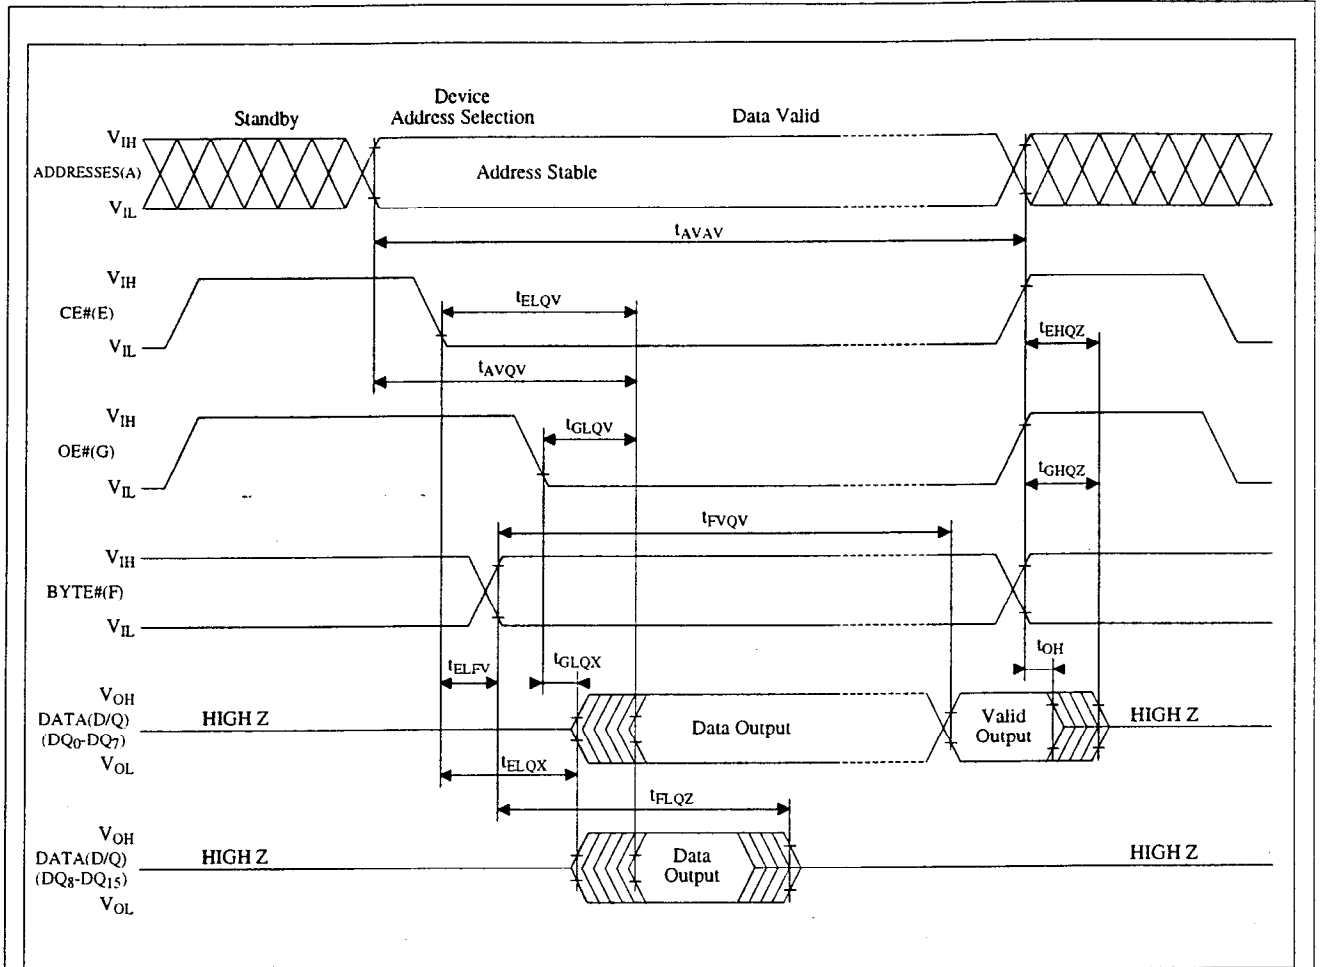 Standby
Device
Address Selection
Data Valid
VIH
ADDRESSES(A)
VIL
Address Stable
tAVAV
VIH
CE#(E)
VIL
tELQV
tEHQZ
tAVQV
VIH
OE#(G)
VIL
tGLQV
tGHQZ
tFVQV
VIH
BYTE#(F)
VIL
tELFV
tGLQX
tOH
VOH
DATA(D/Q)
(DQ0-DQ7)
VOL
HIGH Z
Data Output
Valid
Output
HIGH Z
tELQX
tFLQZ
VOH
DATA(D/Q)
(DQ8-DQ15)
VOL
HIGH Z
Data
Output
HIGH Z